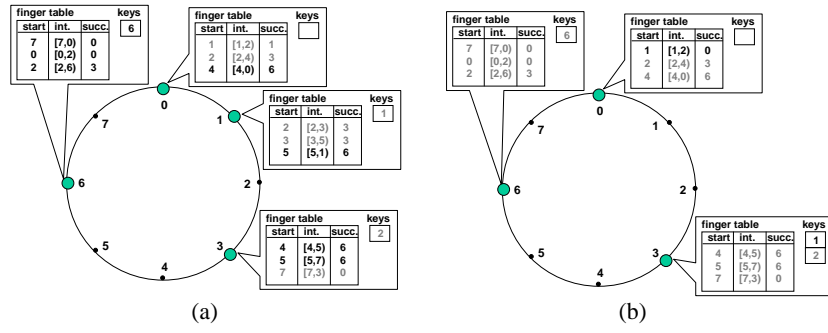 finger table keys
start int. succ. 6
7 [7,0) 0
0 [0,2) 0
2 [2,6) 3
finger table keys
start int. succ.
1 [1,2) 1
2 [2,4) 3
4 [4,0) 6
finger table keys
start int. succ. 1
2 [2,3) 3
3 [3,5) 3
5 [5,1) 6
finger table keys
start int. succ. 2
4 [4,5) 6
5 [5,7) 6
7 [7,3) 0
0
1
2
3
4
5
6
7
(a)
finger table keys
start int. succ. 6
7 [7,0) 0
0 [0,2) 0
2 [2,6) 3
finger table keys
start int. succ.
1 [1,2) 0
2 [2,4) 3
4 [4,0) 6
finger table keys
start int. succ. 1
4 [4,5) 6 2
5 [5,7) 6
7 [7,3) 0
0
1
2
3
4
5
6
7
(b)